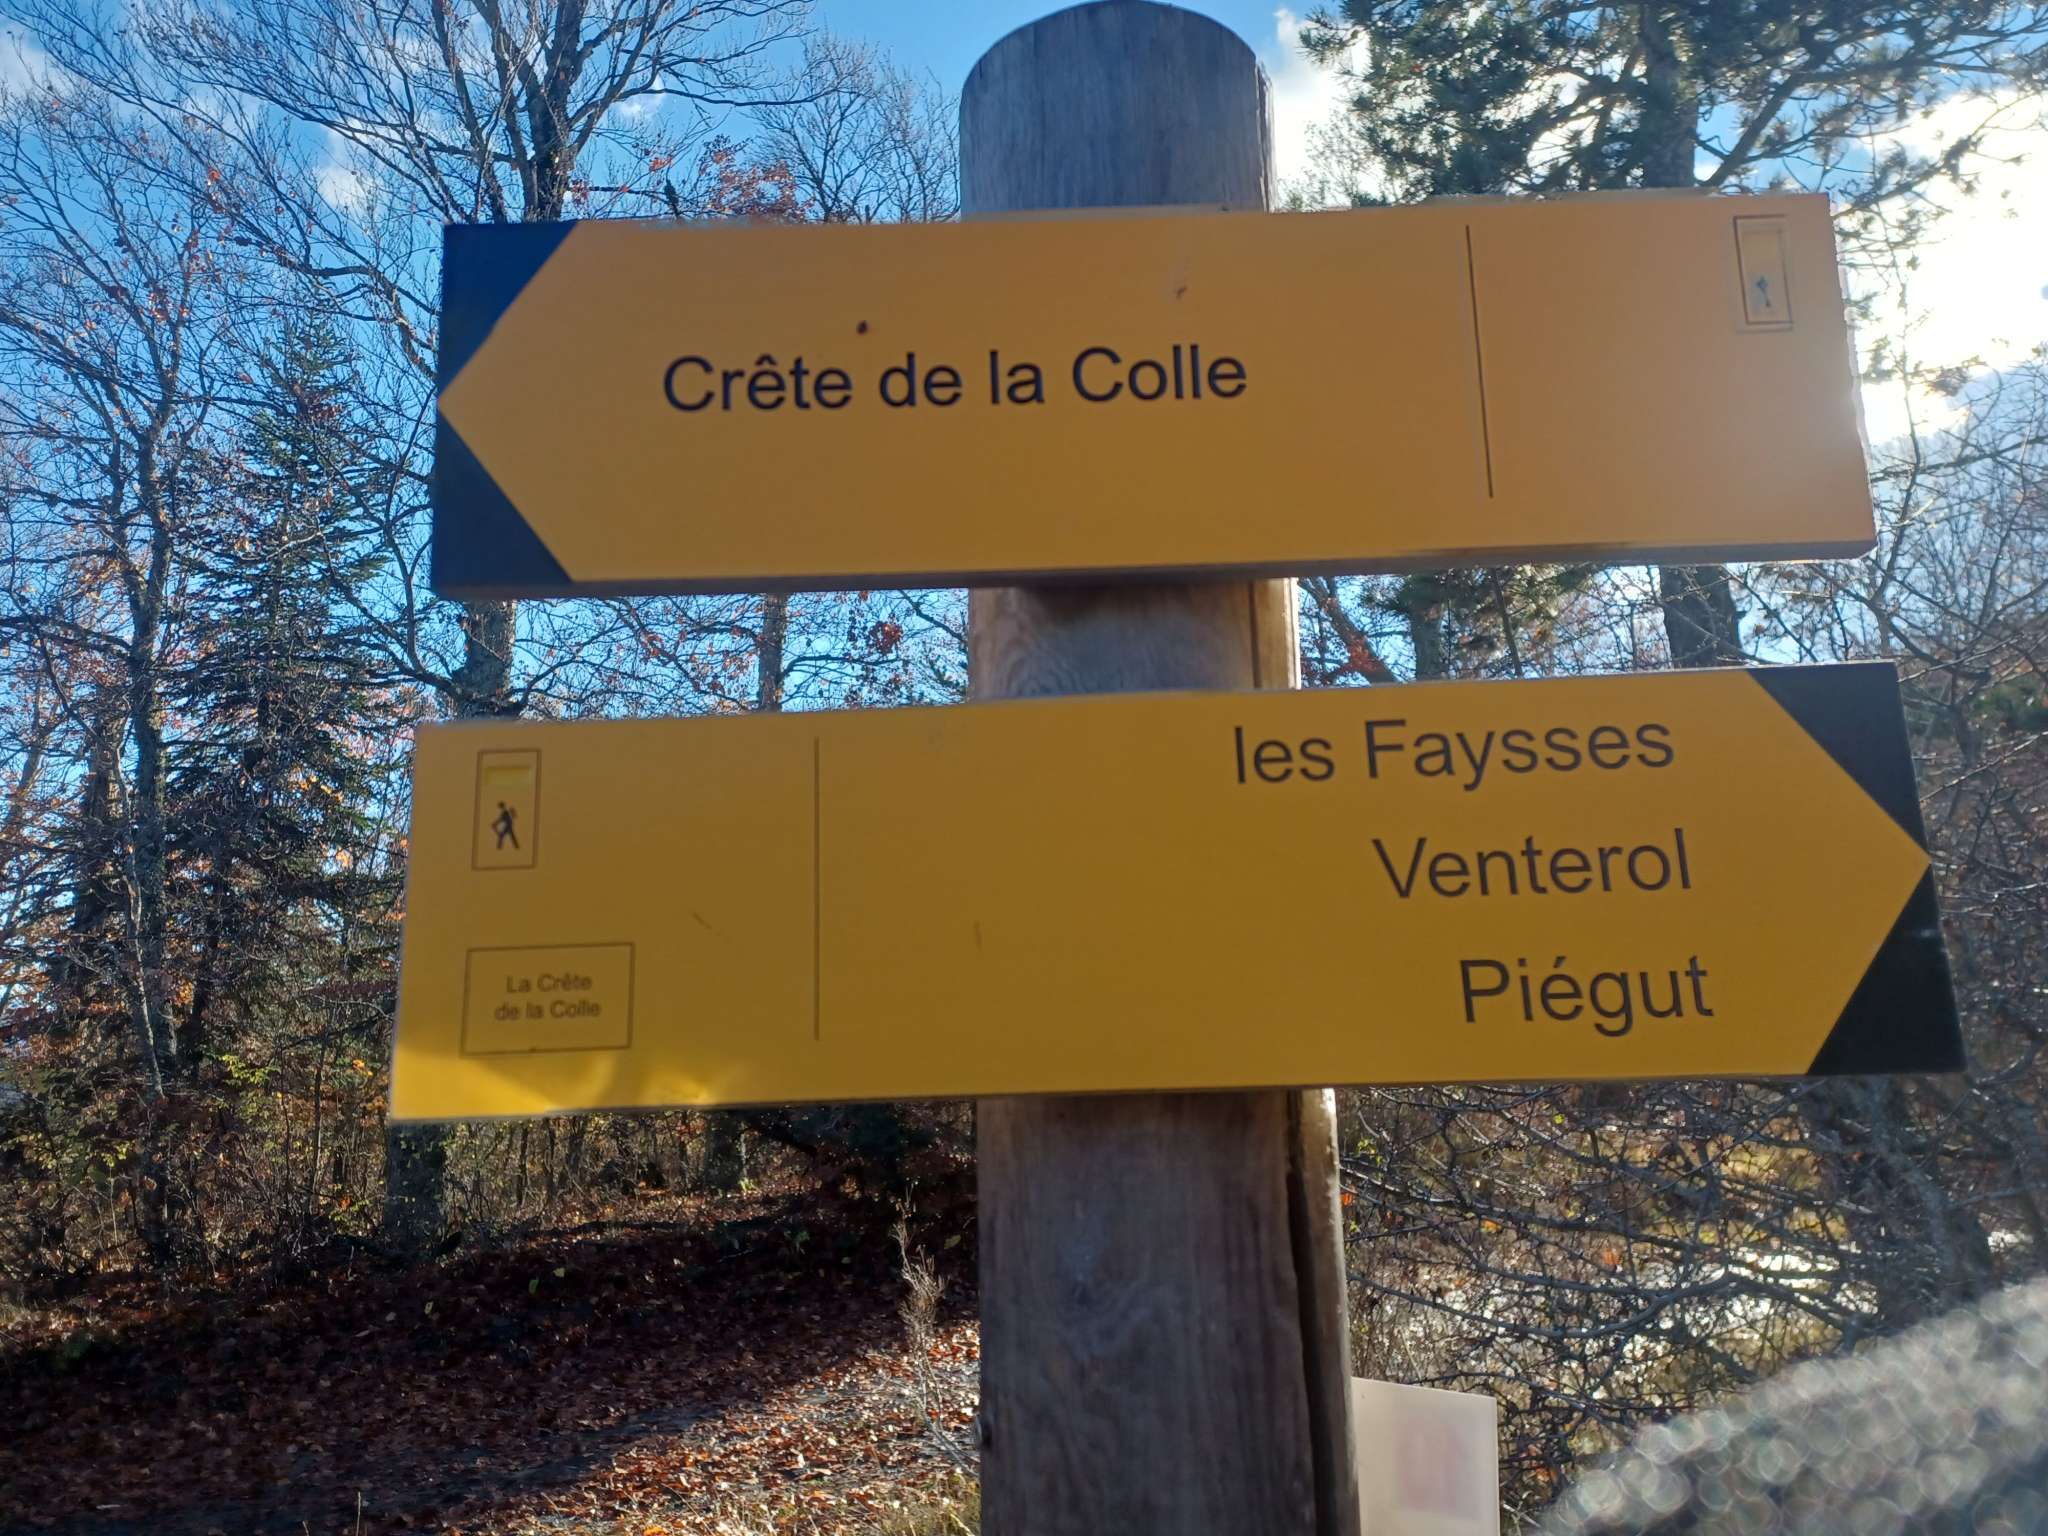 Crête de la Colle
les Faysses
Venterol
Piégut
La Crête
de la Colle